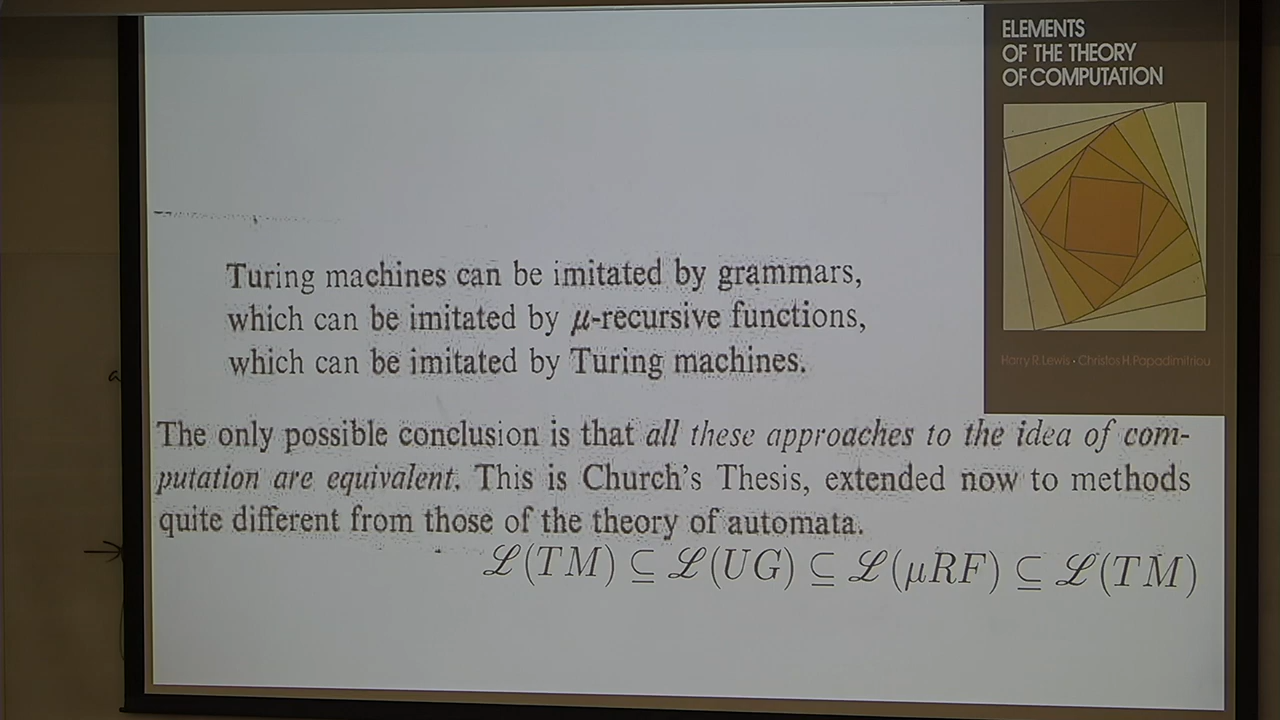 ELEMENTS
OF THE THEORY
OF COMPUTATION
Harry R. Lewis · Christos H. Papadimitriou
Turing machines can be imitated by grammars,
which can be imitated by μ-recursive functions,
which can be imitated by Turing machines.
The only possible conclusion is that all these approaches to the idea of com-
putation are equivalent. This is Church's Thesis, extended now to methods
quite different from those of the theory of automata.
ℒ(TM) ⊆ ℒ(UG) ⊆ ℒ(μRF) ⊆ ℒ(TM)